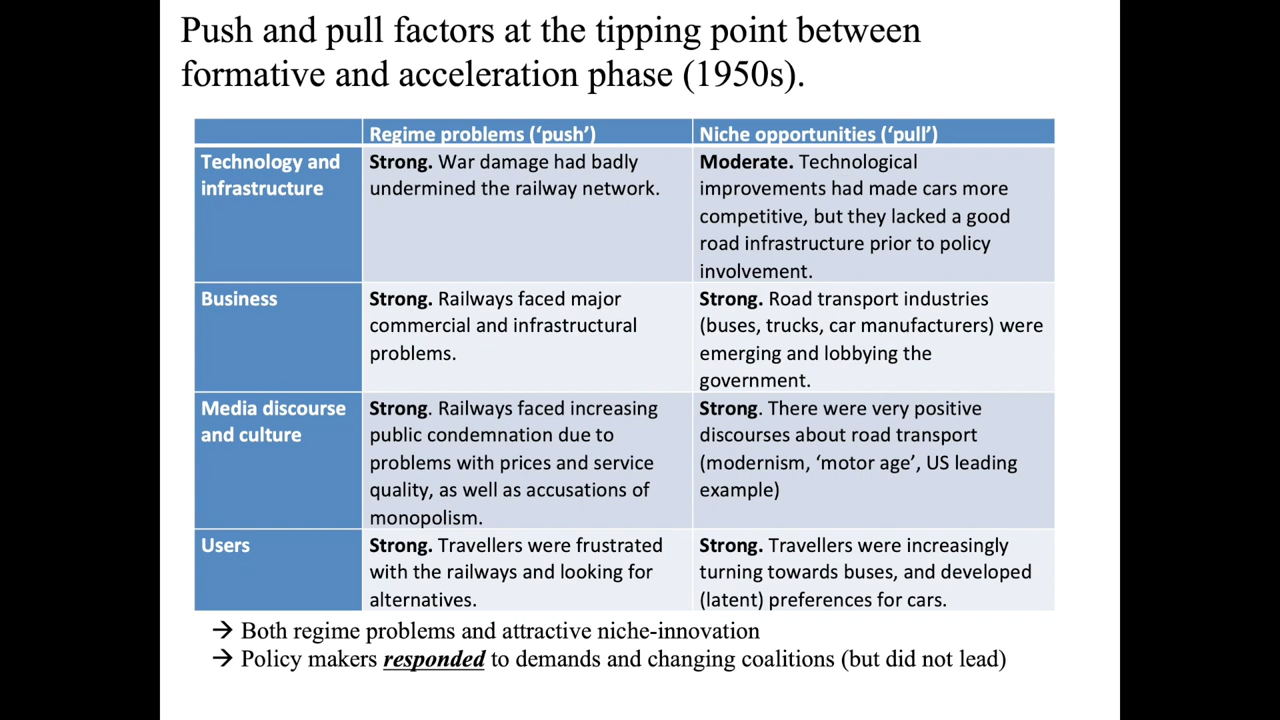 Push and pull factors at the tipping point between
formative and acceleration phase (1950s).
Regime problems (‘push’)
Niche opportunities (‘pull’)
Technology and
infrastructure
Strong. War damage had badly
undermined the railway network.
Moderate. Technological
improvements had made cars more
competitive, but they lacked a good
road infrastructure prior to policy
involvement.
Business
Strong. Railways faced major
commercial and infrastructural
problems.
Strong. Road transport industries
(buses, trucks, car manufacturers) were
emerging and lobbying the
government.
Media discourse
and culture
Strong. Railways faced increasing
public condemnation due to
problems with prices and service
quality, as well as accusations of
monopolism.
Strong. There were very positive
discourses about road transport
(modernism, ‘motor age’, US leading
example)
Users
Strong. Travellers were frustrated
with the railways and looking for
alternatives.
Strong. Travellers were increasingly
turning towards buses, and developed
(latent) preferences for cars.
→ Both regime problems and attractive niche-innovation
→ Policy makers responded to demands and changing coalitions (but did not lead)